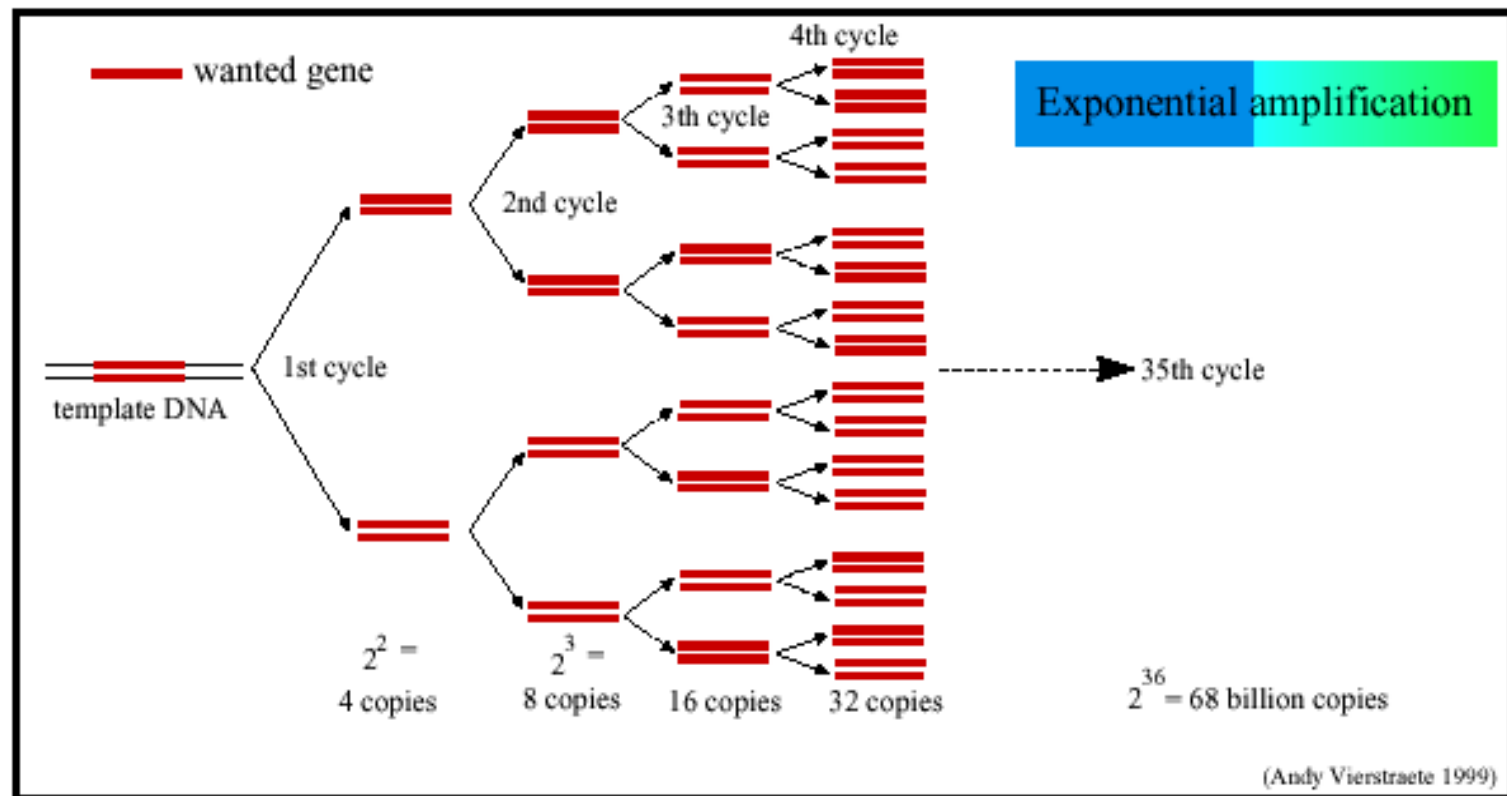 4th cycle
wanted gene
Exponential amplification
3th cycle
2nd cycle
1st cycle
35th cycle
template DNA
2^2 =
4 copies
2^3 =
8 copies
16 copies
32 copies
2^36 = 68 billion copies
(Andy Vierstraete 1999)